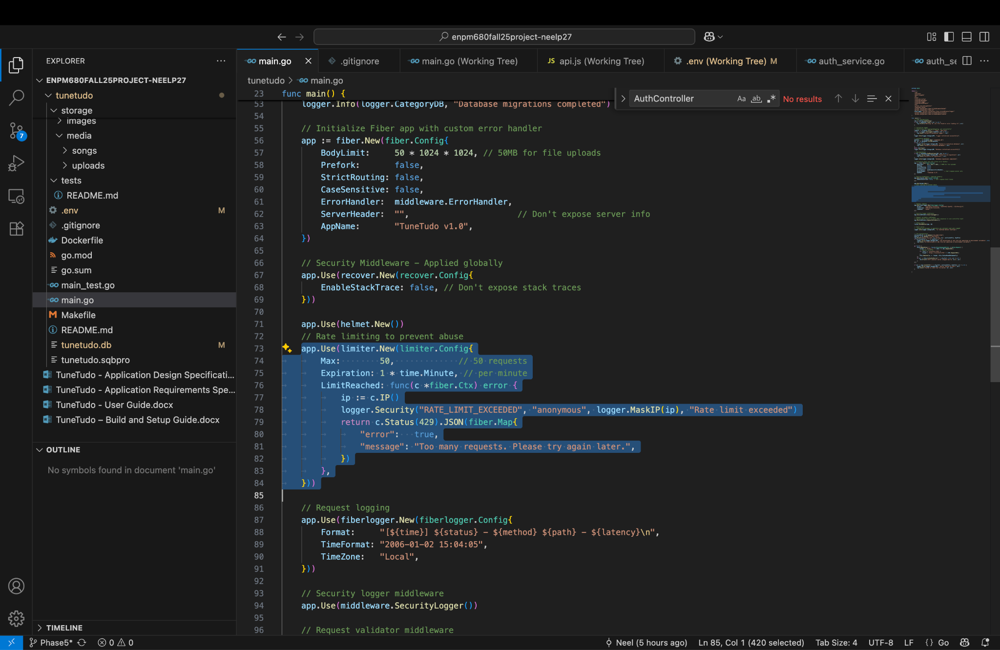 enpm680fall25project-neelp27
EXPLORER
ENPM680FALL25PROJECT-NEELP27
tunetudo
storage
images
media
songs
uploads
tests
README.md
.env M
.gitignore
Dockerfile
go.mod
go.sum
main_test.go
main.go
Makefile
README.md
tunetudo.db M
tunetudo.sqbpro
TuneTudo - Application Design Specificati...
TuneTudo - Application Requirements Spe...
TuneTudo - User Guide.docx
TuneTudo – Build and Setup Guide.docx
OUTLINE
No symbols found in document 'main.go'
TIMELINE
main.go
.gitignore
main.go (Working Tree)
JS api.js (Working Tree)
.env (Working Tree) M
auth_service.go
auth_se
tunetudo > main.go
AuthController Aa ab No results
23 func main() {
53 logger.Info(logger.CategoryDB, "Database migrations completed")
54
55 // Initialize Fiber app with custom error handler
56 app := fiber.New(fiber.Config{
57 BodyLimit: 50 * 1024 * 1024, // 50MB for file uploads
58 Prefork: false,
59 StrictRouting: false,
60 CaseSensitive: false,
61 ErrorHandler: middleware.ErrorHandler,
62 ServerHeader: "", // Don't expose server info
63 AppName: "TuneTudo v1.0",
64 })
65
66 // Security Middleware - Applied globally
67 app.Use(recover.New(recover.Config{
68 EnableStackTrace: false, // Don't expose stack traces
69 }))
70
71 app.Use(helmet.New())
72 // Rate limiting to prevent abuse
73 app.Use(limiter.New(limiter.Config{
74 Max: 50, // 50 requests
75 Expiration: 1 * time.Minute, // per minute
76 LimitReached: func(c *fiber.Ctx) error {
77 ip := c.IP()
78 logger.Security("RATE_LIMIT_EXCEEDED", "anonymous", logger.MaskIP(ip), "Rate limit exceeded")
79 return c.Status(429).JSON(fiber.Map{
80 "error": true,
81 "message": "Too many requests. Please try again later.",
82 })
83 },
84 }))
85
86 // Request logging
87 app.Use(fiberlogger.New(fiberlogger.Config{
88 Format: "[${time}] ${status} - ${method} ${path} - ${latency}\n",
89 TimeFormat: "2006-01-02 15:04:05",
90 TimeZone: "Local",
91 }))
92
93 // Security logger middleware
94 app.Use(middleware.SecurityLogger())
95
96 // Request validator middleware
7
Phase5* 0 0
Neel (5 hours ago) Ln 85, Col 1 (420 selected) Tab Size: 4 UTF-8 LF {} Go